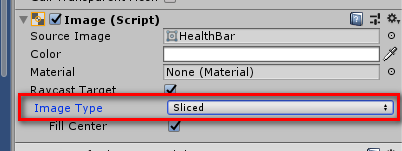 Image (Script)
Source Image HealthBar
Color
Material None (Material)
Raycast Target
Image Type Sliced
Fill Center